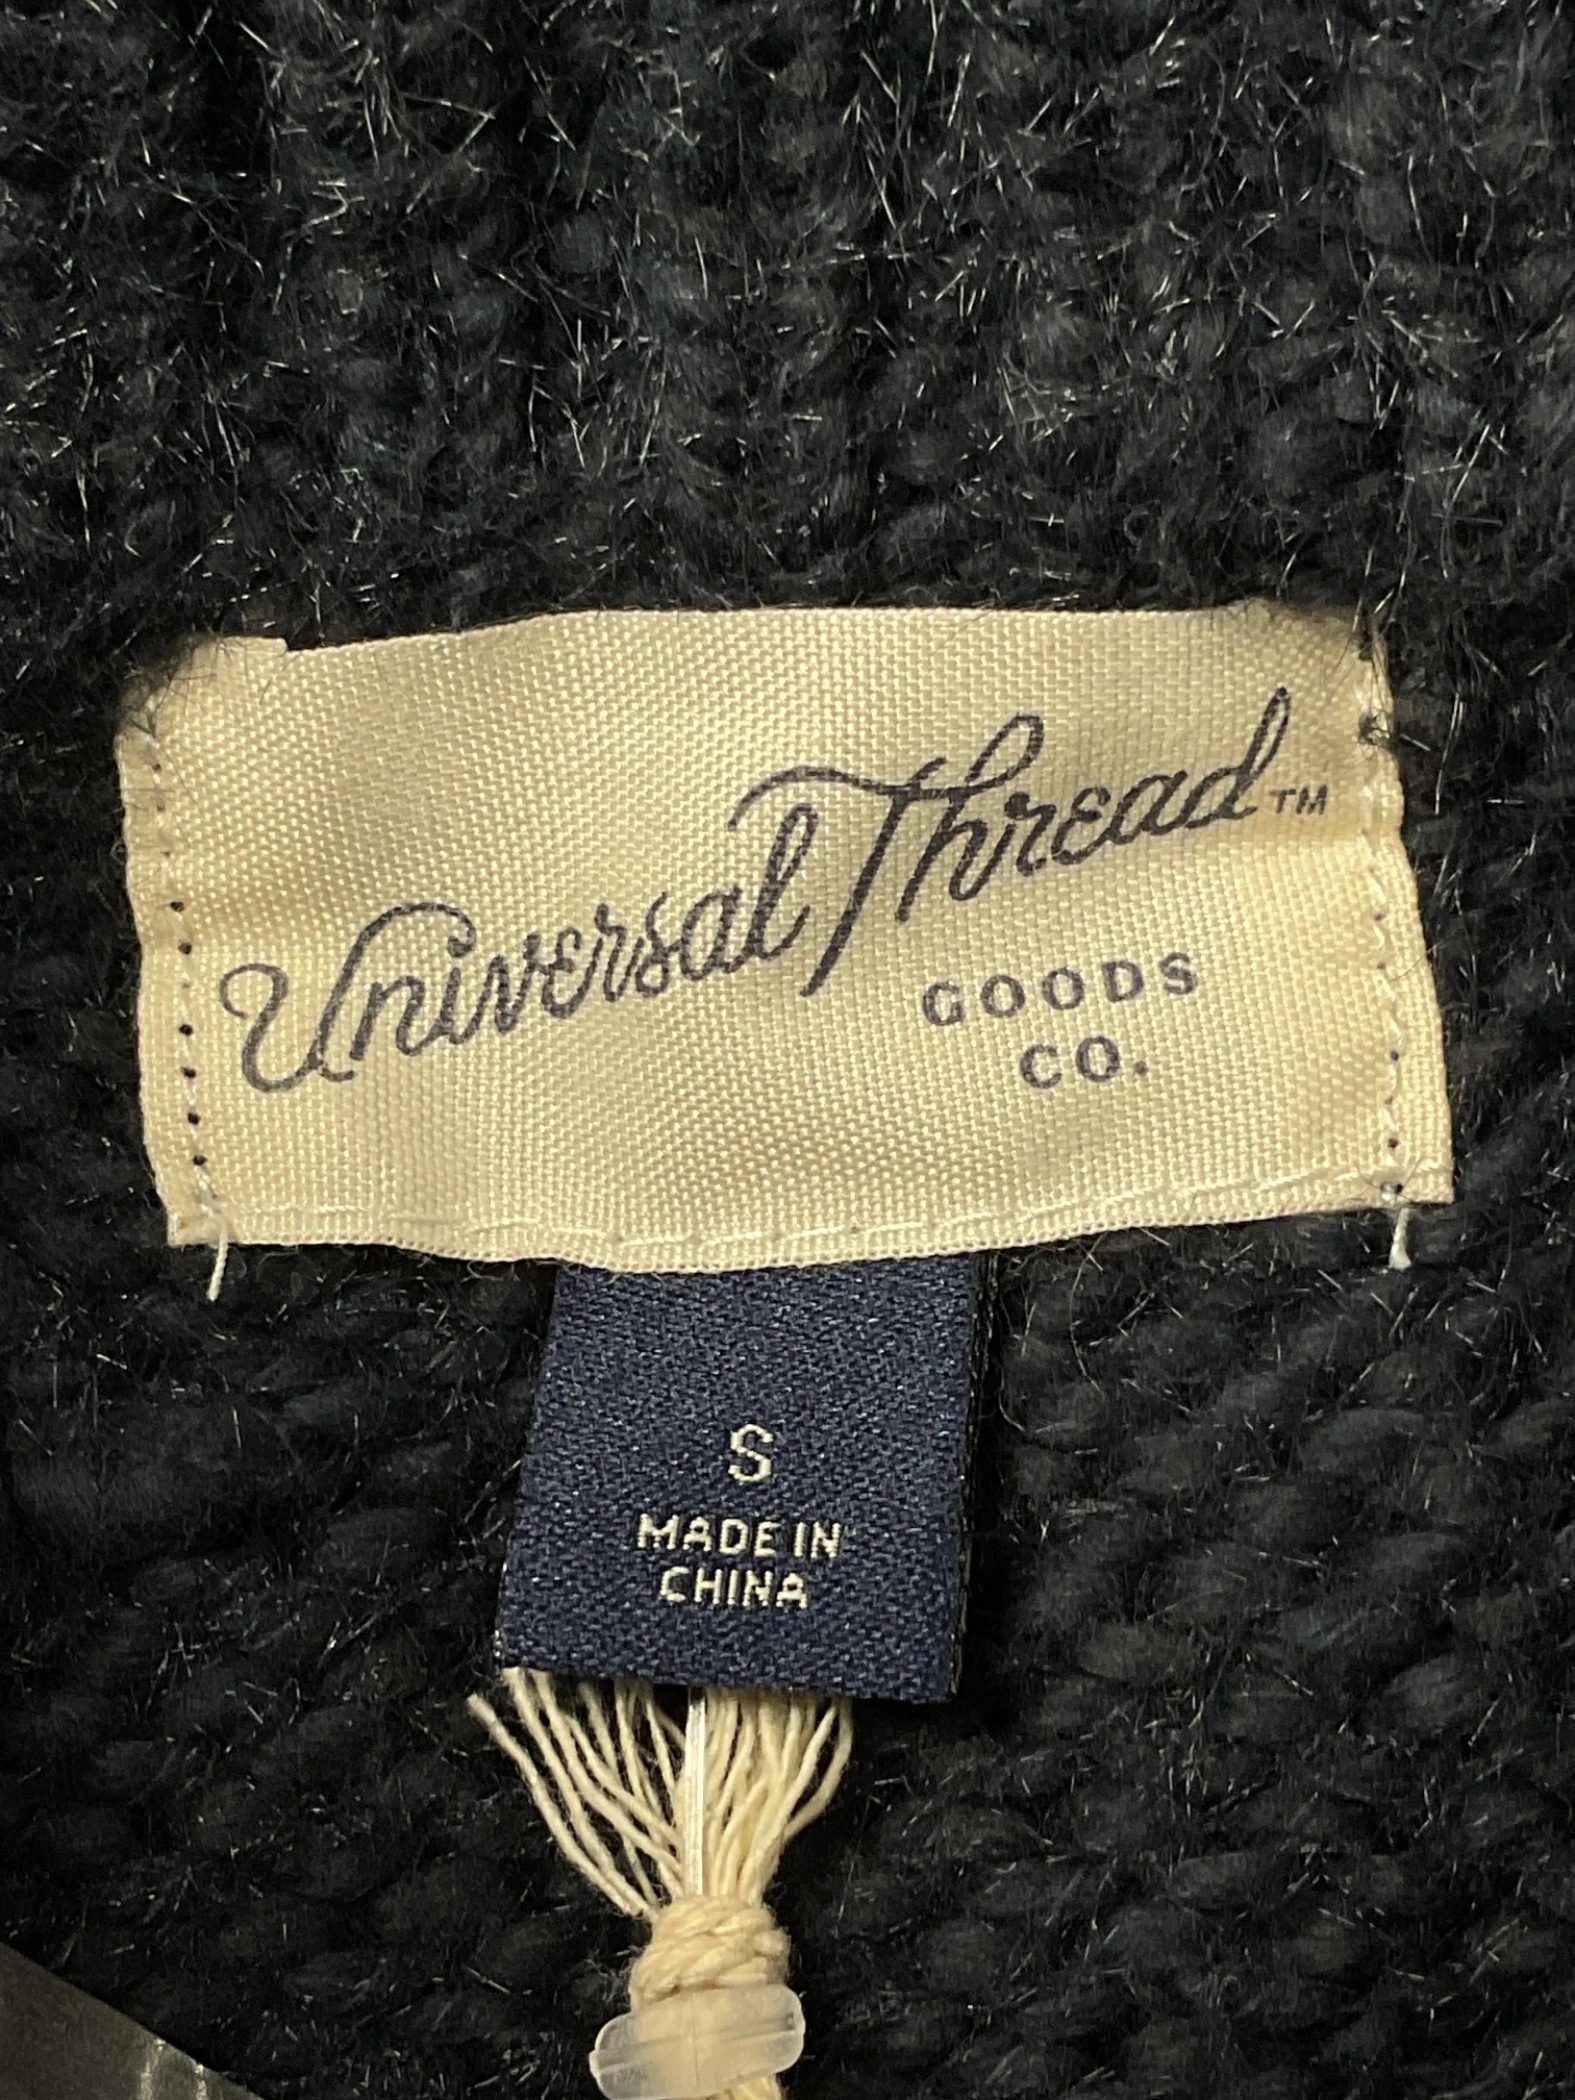 Universal Thread™
GOODS
CO.
S
MADE IN
CHINA